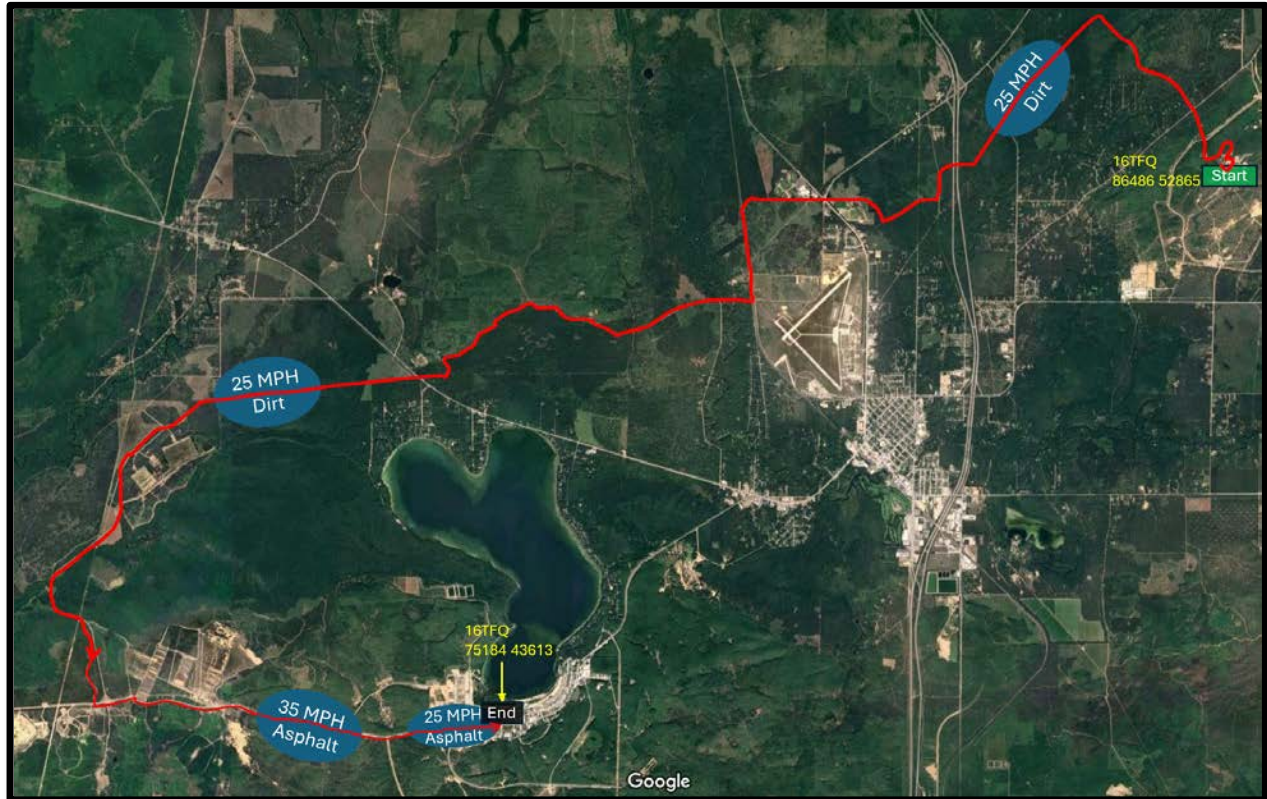 25 MPH
Dirt
16TFQ
86486 52865
Start
25 MPH
Dirt
16TFQ
75184 43613
End
35 MPH
Asphalt
25 MPH
Asphalt
Google